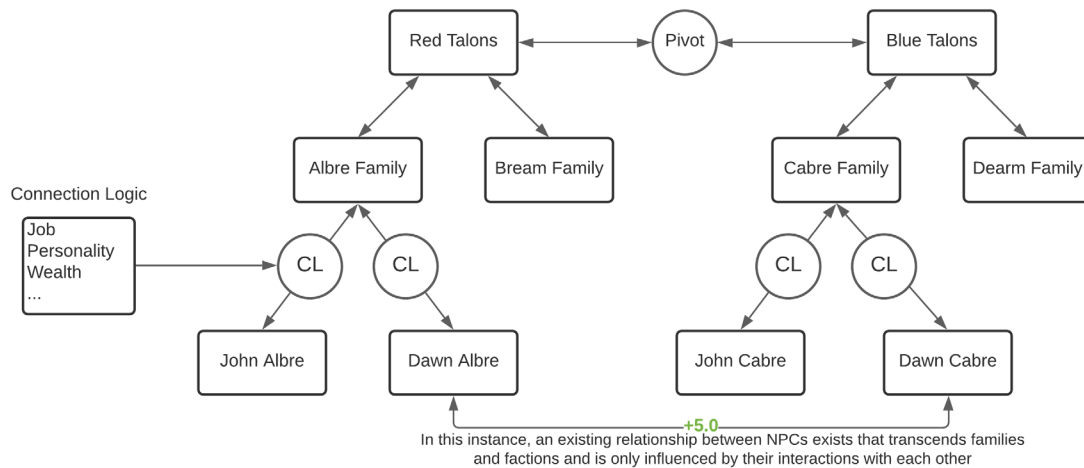 Red Talons
Pivot
Blue Talons
Albre Family
Bream Family
Cabre Family
Dearm Family
Connection Logic
Job
Personality
Wealth
...
CL
CL
CL
CL
John Albre
Dawn Albre
John Cabre
Dawn Cabre
+5.0
In this instance, an existing relationship between NPCs exists that transcends families
and factions and is only influenced by their interactions with each other